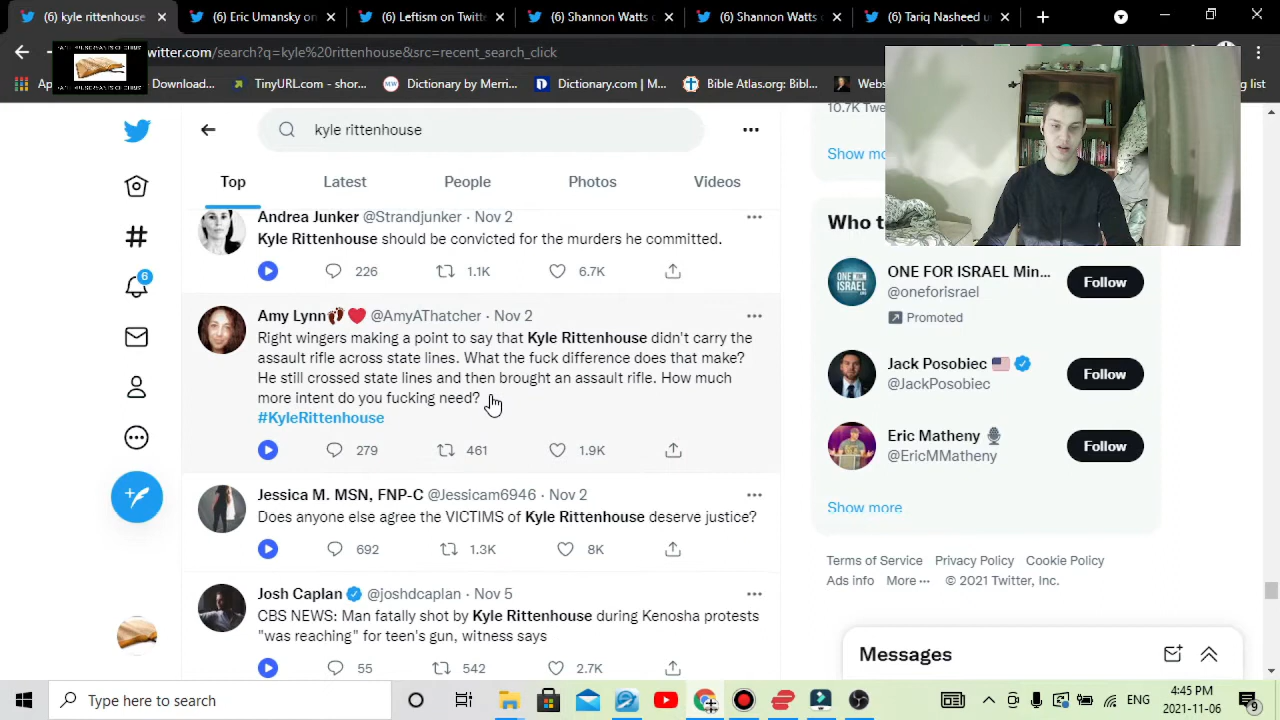 kyle rittenhouse
Eric Umansky on
Leftism on Twitte
Shannon Watts
Shannon Watts
Tariq Nasheed
witter.com/search?q=kyle%20rittenhouse&src=recent_search_click
Download...
TinyURL.com - shor...
Dictionary by Merri...
Dictionary.com | M...
Bible Atlas.org...
ng list
kyle rittenhouse
Top
Latest
People
Photos
Videos
Andrea Junker @Strandjunker · Nov 2
Kyle Rittenhouse should be convicted for the murders he committed.
226
1.1K
6.7K
Amy Lynn👣❤️ @AmyAThatcher · Nov 2
Right wingers making a point to say that Kyle Rittenhouse didn't carry the
assault rifle across state lines. What the fuck difference does that make?
He still crossed state lines and then brought an assault rifle. How much
more intent do you fucking need?
#KyleRittenhouse
279
461
1.9K
Jessica M. MSN, FNP-C @Jessicam6946 · Nov 2
Does anyone else agree the VICTIMS of Kyle Rittenhouse deserve justice?
692
1.3K
8K
Josh Caplan @joshdcaplan · Nov 5
CBS NEWS: Man fatally shot by Kyle Rittenhouse during Kenosha protests
"was reaching" for teen's gun, witness says
55
542
2.7K
6
10.7K Twe
Show mo
Who t
ONE FOR ISRAEL Min...
@oneforisrael
Promoted
Follow
Jack Posobiec 🇺🇸
@JackPosobiec
Follow
Eric Matheny 🎙️
@EricMMatheny
Follow
Show more
Terms of Service Privacy Policy Cookie Policy
Ads info More ··· © 2021 Twitter, Inc.
Messages
Type here to search
ENG
4:45 PM
2021-11-06
9